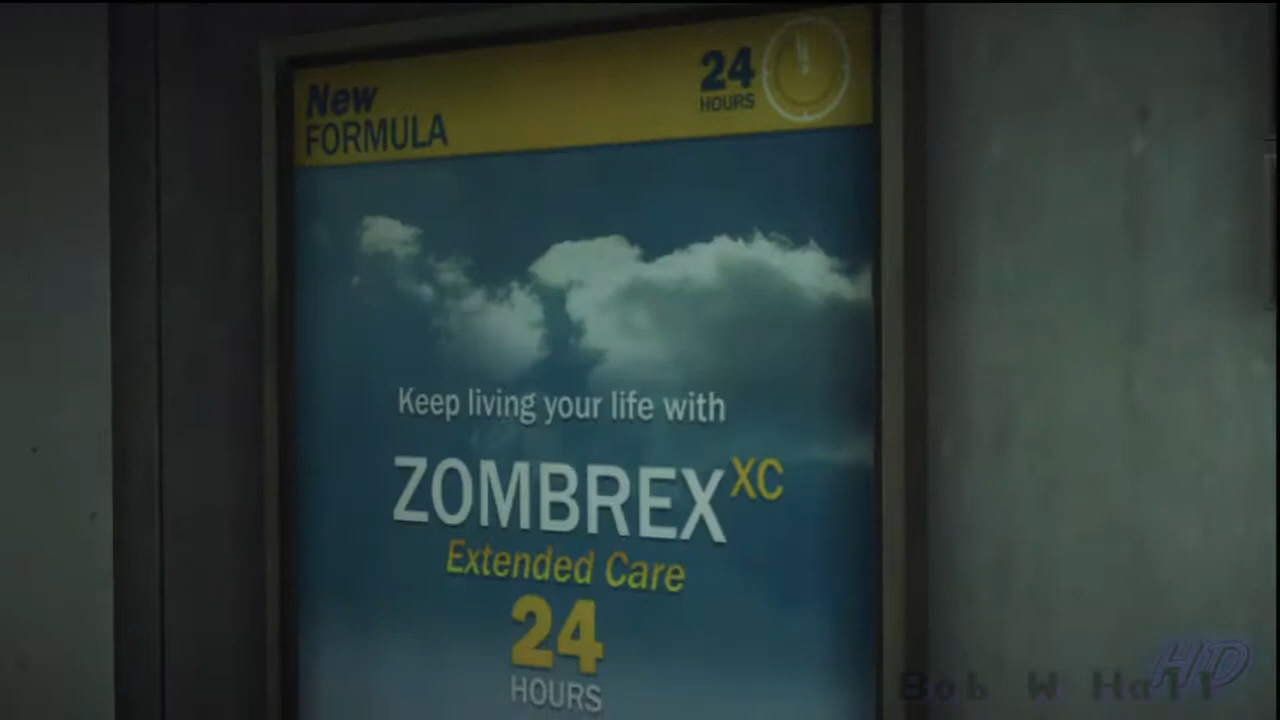 New
FORMULA
24
HOURS
Keep living your life with
ZOMBREX XC
Extended Care
24
HOURS
HD
Bob W Hall